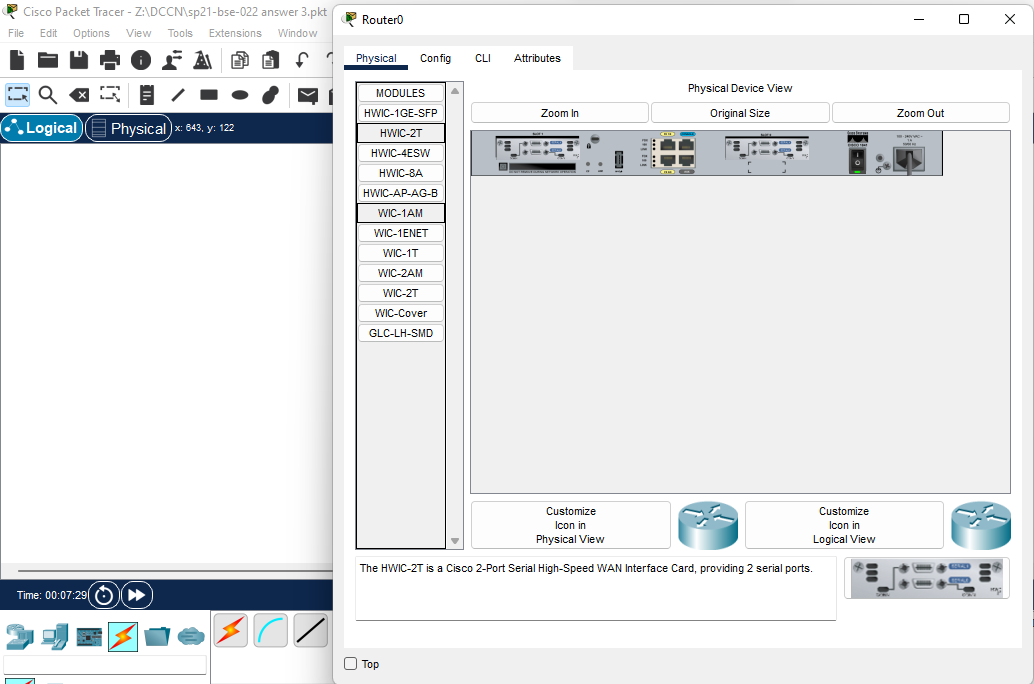 Cisco Packet Tracer - Z:\DCCN\sp21-bse-022 answer 3.pkt
File Edit Options View Tools Extensions Window
Logical Physical x: 643, y: 122
Time: 00:07:29
Router0
Physical Config CLI Attributes
MODULES
HWIC-1GE-SFP
HWIC-2T
HWIC-4ESW
HWIC-8A
HWIC-AP-AG-B
WIC-1AM
WIC-1ENET
WIC-1T
WIC-2AM
WIC-2T
WIC-Cover
GLC-LH-SMD
Physical Device View
Zoom In Original Size Zoom Out
Customize
Icon in
Physical View
Customize
Icon in
Logical View
The HWIC-2T is a Cisco 2-Port Serial High-Speed WAN Interface Card, providing 2 serial ports.
Top